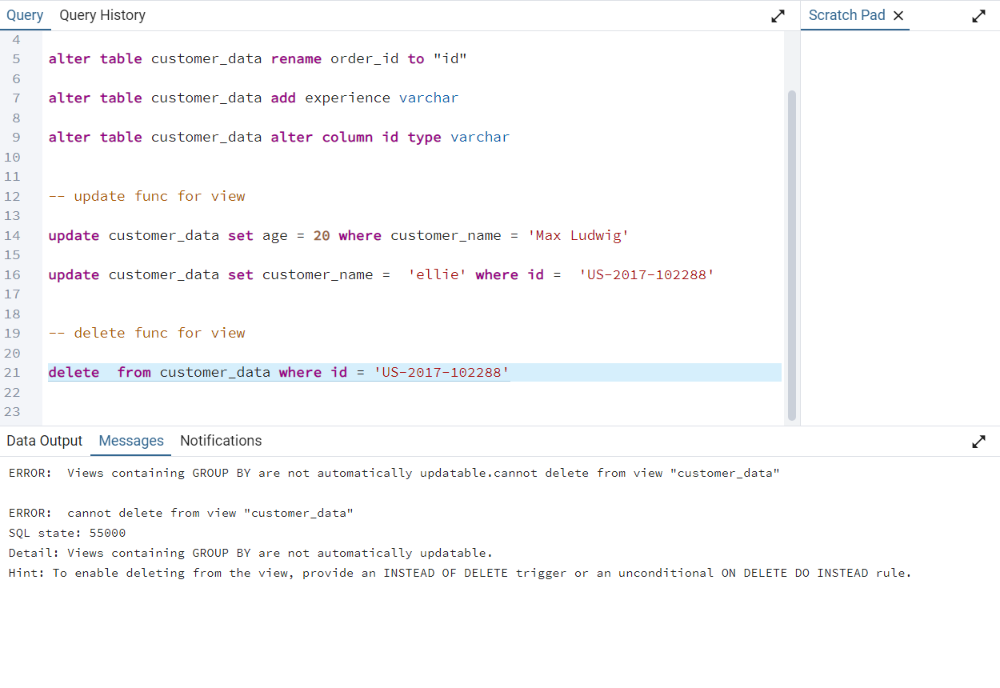 Query Query History
Scratch Pad ×
4
5 alter table customer_data rename order_id to "id"
6
7 alter table customer_data add experience varchar
8
9 alter table customer_data alter column id type varchar
10
11
12 -- update func for view
13
14 update customer_data set age = 20 where customer_name = 'Max Ludwig'
15
16 update customer_data set customer_name =  'ellie' where id =  'US-2017-102288'
17
18
19 -- delete func for view
20
21 delete  from customer_data where id = 'US-2017-102288'
22
23
Data Output Messages Notifications
ERROR:  Views containing GROUP BY are not automatically updatable.cannot delete from view "customer_data"
ERROR:  cannot delete from view "customer_data"
SQL state: 55000
Detail: Views containing GROUP BY are not automatically updatable.
Hint: To enable deleting from the view, provide an INSTEAD OF DELETE trigger or an unconditional ON DELETE DO INSTEAD rule.